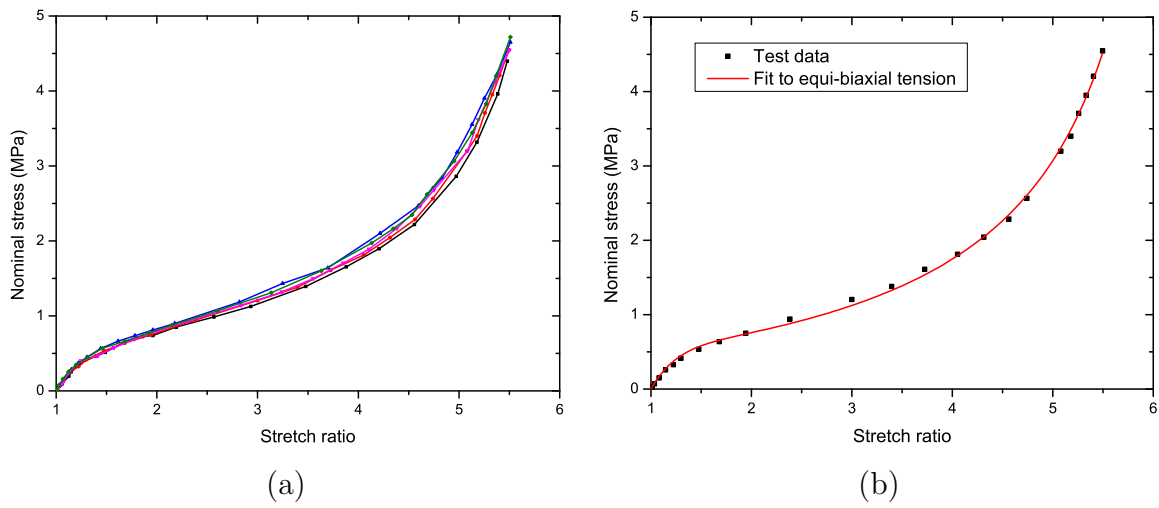 5
4
3
2
1
0
Nominal stress (MPa)
1 2 3 4 5 6
Stretch ratio
(a)
5
4
3
2
1
0
Nominal stress (MPa)
Test data
Fit to equi-biaxial tension
1 2 3 4 5 6
Stretch ratio
(b)